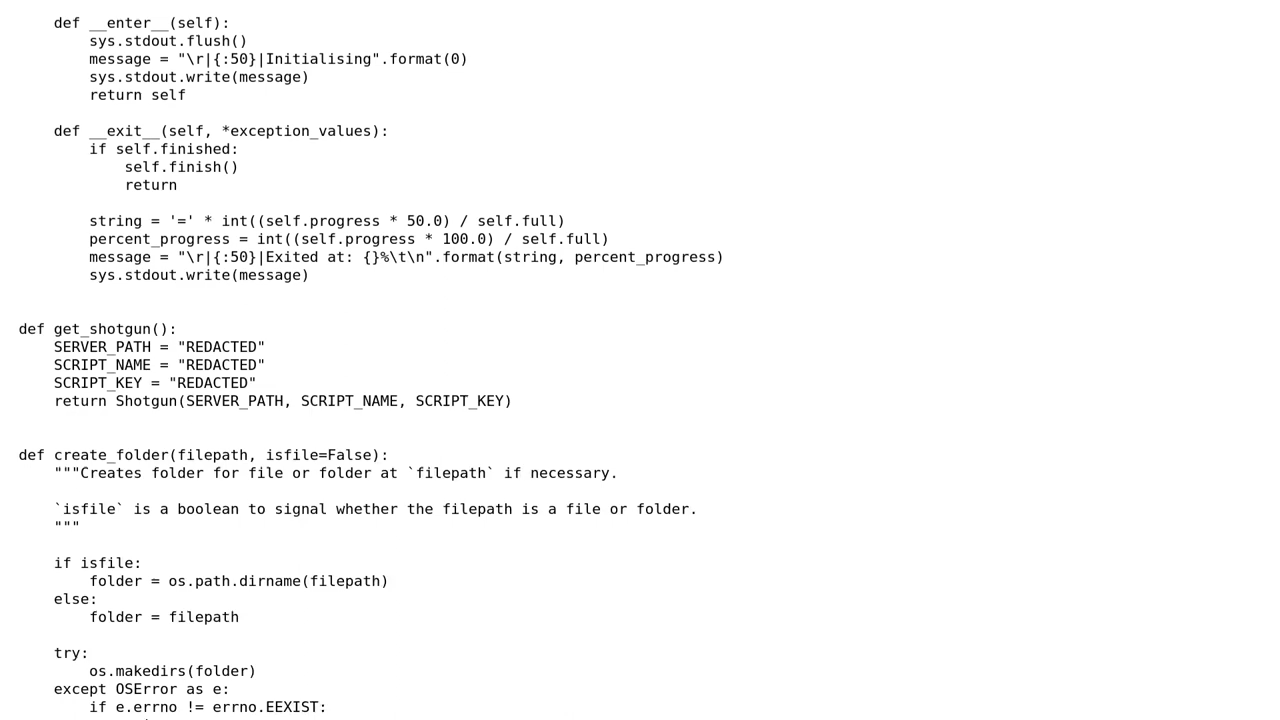 def __enter__(self):
        sys.stdout.flush()
        message = "\r|{:50}|Initialising".format(0)
        sys.stdout.write(message)
        return self

    def __exit__(self, *exception_values):
        if self.finished:
            self.finish()
            return

        string = '=' * int((self.progress * 50.0) / self.full)
        percent_progress = int((self.progress * 100.0) / self.full)
        message = "\r|{:50}|Exited at: {}%\t\n".format(string, percent_progress)
        sys.stdout.write(message)


def get_shotgun():
    SERVER_PATH = "REDACTED"
    SCRIPT_NAME = "REDACTED"
    SCRIPT_KEY = "REDACTED"
    return Shotgun(SERVER_PATH, SCRIPT_NAME, SCRIPT_KEY)


def create_folder(filepath, isfile=False):
    """Creates folder for file or folder at `filepath` if necessary.

    `isfile` is a boolean to signal whether the filepath is a file or folder.
    """

    if isfile:
        folder = os.path.dirname(filepath)
    else:
        folder = filepath

    try:
        os.makedirs(folder)
    except OSError as e:
        if e.errno != errno.EEXIST: